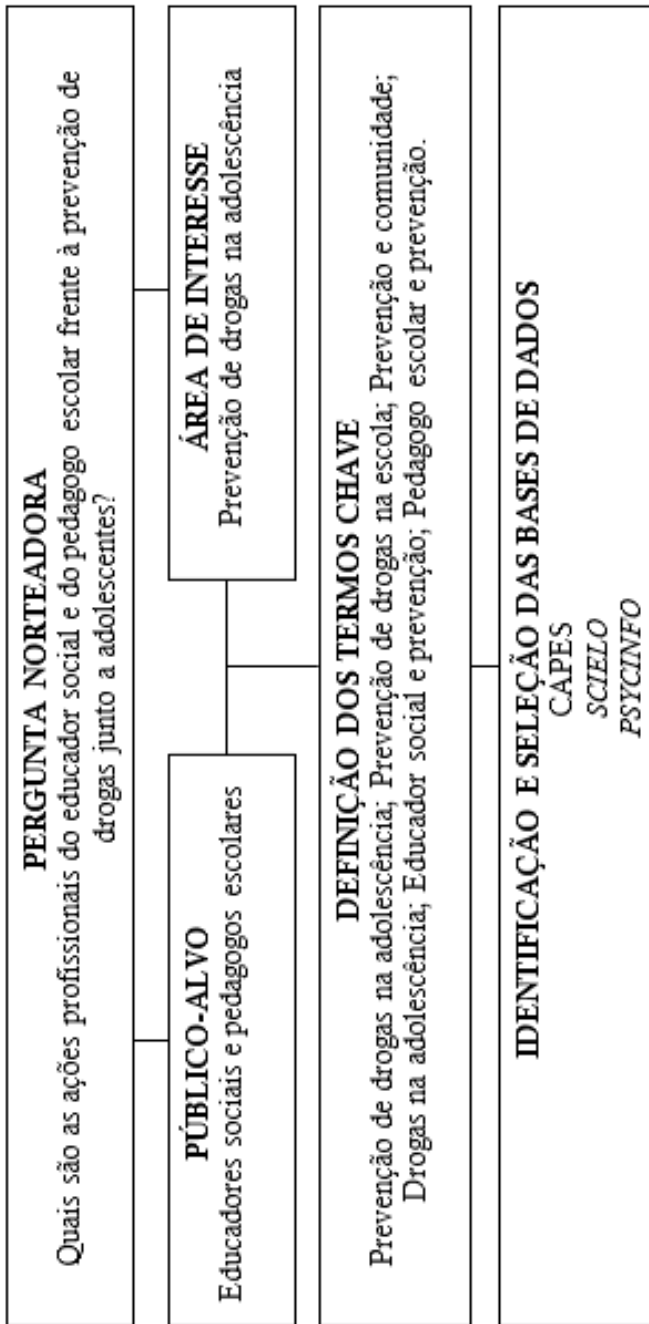 PERGUNTA NORTEADORA
Quais são as ações profissionais do educador social e do pedagogo escolar frente à prevenção de
drogas junto a adolescentes?
PÚBLICO-ALVO
Educadores sociais e pedagogos escolares
ÁREA DE INTERESSE
Prevenção de drogas na adolescência
DEFINIÇÃO DOS TERMOS CHAVE
Prevenção de drogas na adolescência; Prevenção de drogas na escola; Prevenção e comunidade;
Drogas na adolescência; Educador social e prevenção; Pedagogo escolar e prevenção.
IDENTIFICAÇÃO E SELEÇÃO DAS BASES DE DADOS
CAPES
SCIELO
PSYCINFO